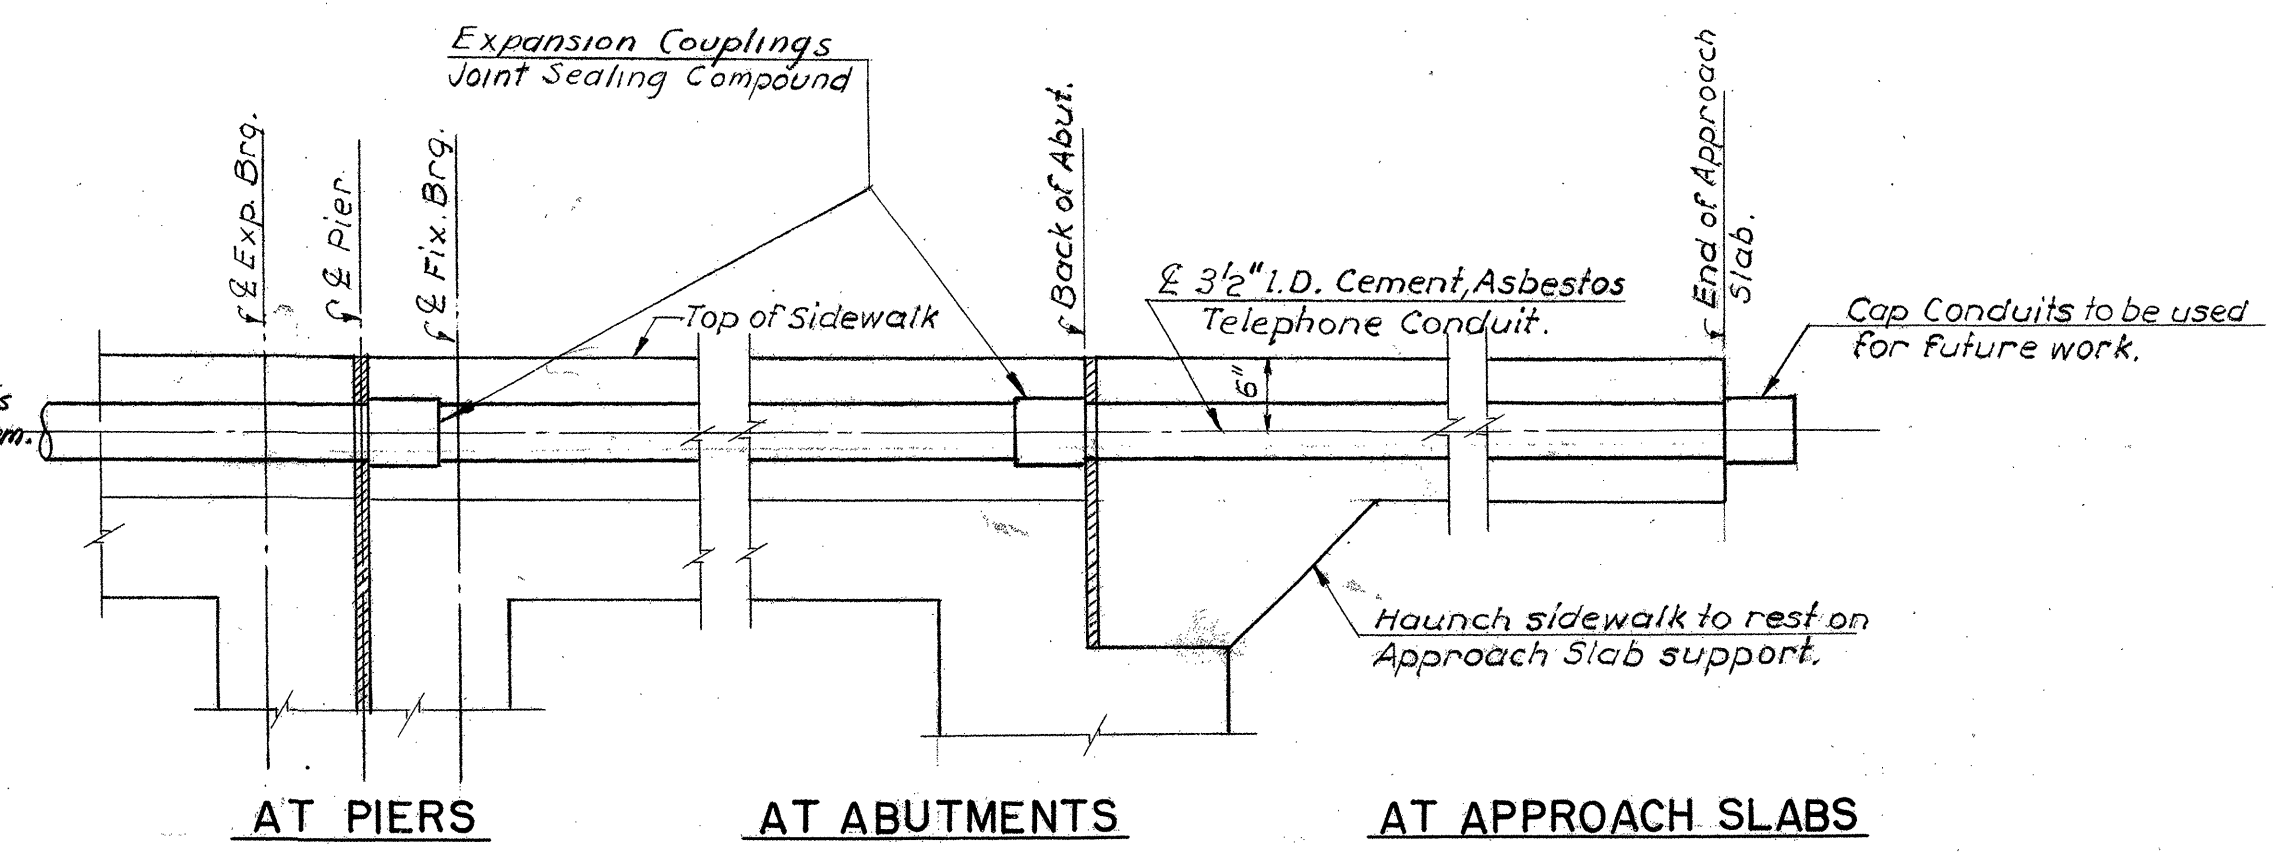 Expansion Couplings
Joint Sealing Compound
℄ Exp. Brg.
℄ Pier
℄ Fix. Brg.
Back of Abut.
End of Approach
Slab.
℄ 3½" I.D. Cement, Asbestos
Telephone Conduit.
Top of Sidewalk
Cap Conduits to be used
for future work.
6"
Haunch sidewalk to rest on
Approach Slab support.
AT PIERS
AT ABUTMENTS
AT APPROACH SLABS